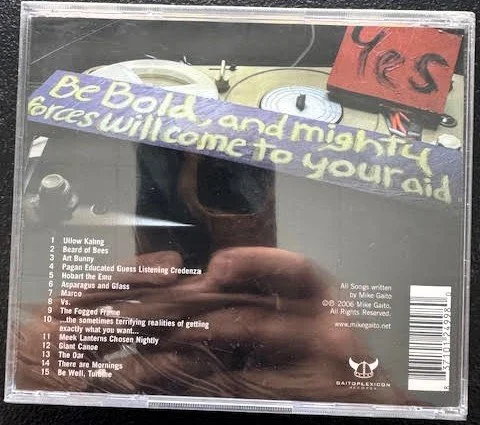 Yes
Be Bold, and mighty
forces will come to your aid
1 Ullow Kahng
2 Beard of Bees
3 Art Bunny
4 Pagan Educated Guess Listening Credenza
5 Hobart the Emu
6 Asparagus and Glass
7 Marco
8 Vs.
9 The Fogged Frame
10 ...the sometimes terrifying realities of getting
exactly what you want...
11 Meek Lanterns Chosen Nightly
12 Giant Canoe
13 The Oar
14 There are Mornings
15 Be Well,
All Songs written
by Mike Gaito
©℗ 2006 Mike Gaito.
All Rights Reserved.
www.mikegaito.net
GAITOPLEXICON
RECORDS